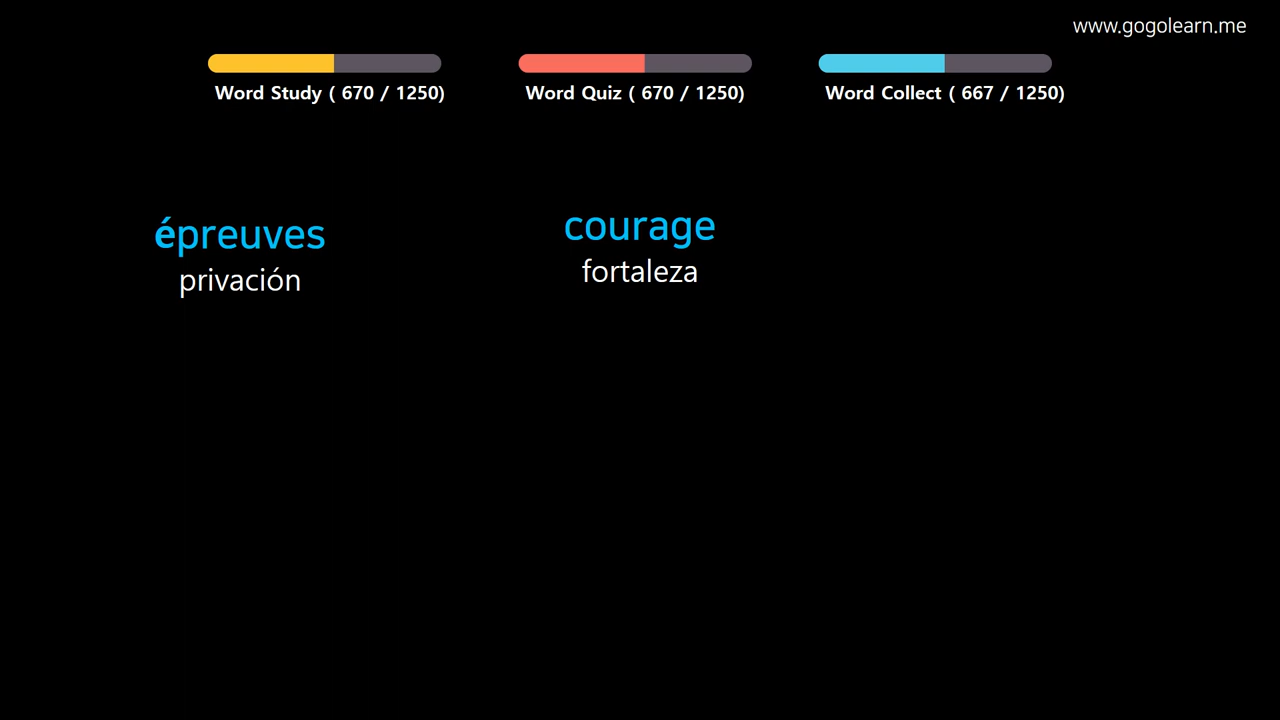 www.gogolearn.me
Word Study ( 670 / 1250)
Word Quiz ( 670 / 1250)
Word Collect ( 667 / 1250)
épreuves
privación
courage
fortaleza